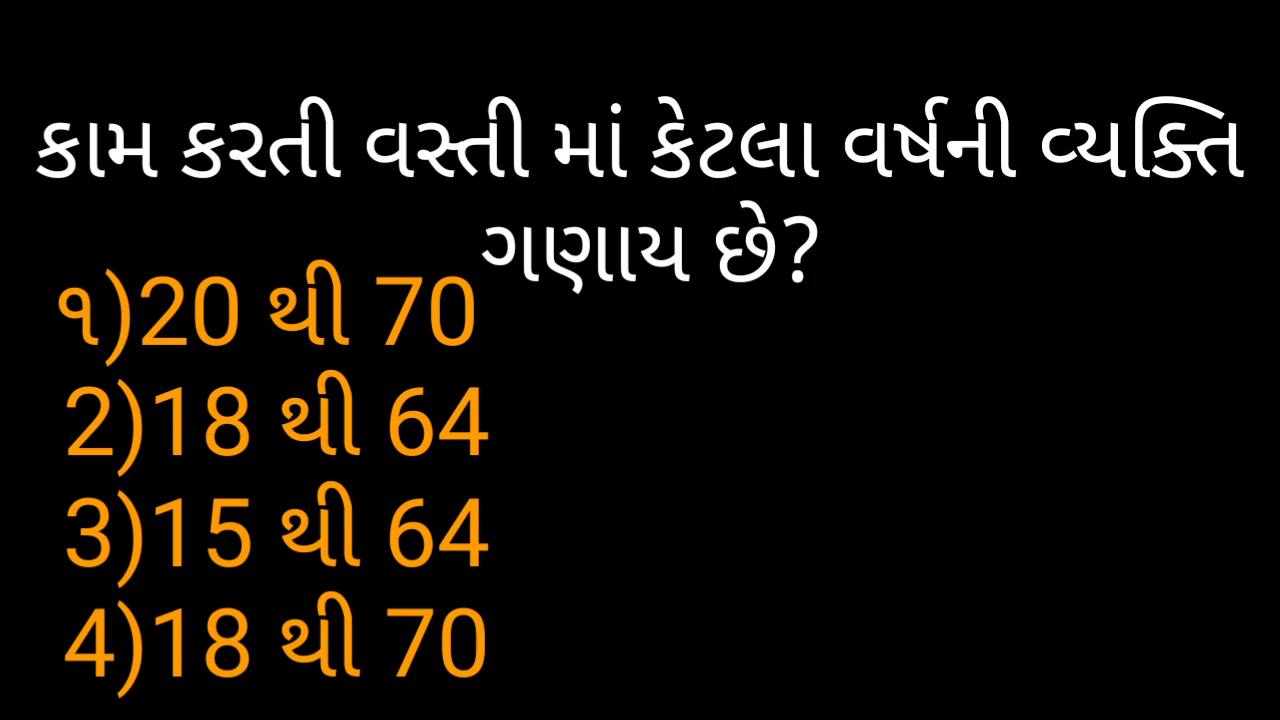 કામ કરતી વસ્તી માં કેટલા વર્ષની વ્યક્તિ
ગણાય છે?
૧)20 થી 70
2)18 થી 64
3)15 થી 64
4)18 થી 70